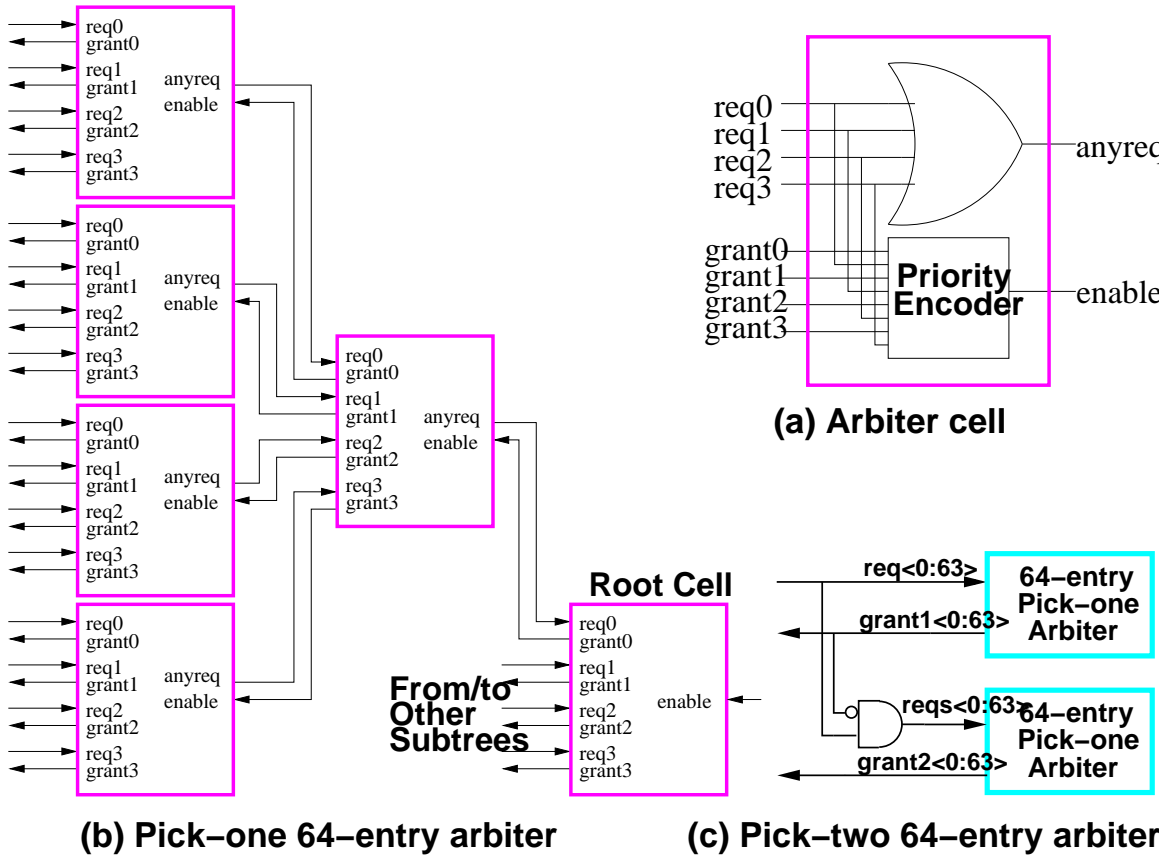 req0
grant0
req1
grant1
req2
grant2
req3
grant3
anyreq
enable
req0
grant0
req1
grant1
req2
grant2
req3
grant3
anyreq
enable
req0
grant0
req1
grant1
req2
grant2
req3
grant3
anyreq
enable
req0
grant0
req1
grant1
req2
grant2
req3
grant3
anyreq
enable
req0
grant0
req1
grant1
req2
grant2
req3
grant3
anyreq
enable
Root Cell
req0
grant0
req1
grant1
req2
grant2
req3
grant3
enable
From/to
Other
Subtrees
(b) Pick–one 64–entry arbiter
req0
req1
req2
req3
anyreq
grant0
grant1
grant2
grant3
Priority
Encoder
enable
(a) Arbiter cell
req<0:63>
grant1<0:63>
64–entry
Pick–one
Arbiter
reqs<0:63>
grant2<0:63>
64–entry
Pick–one
Arbiter
(c) Pick–two 64–entry arbiter